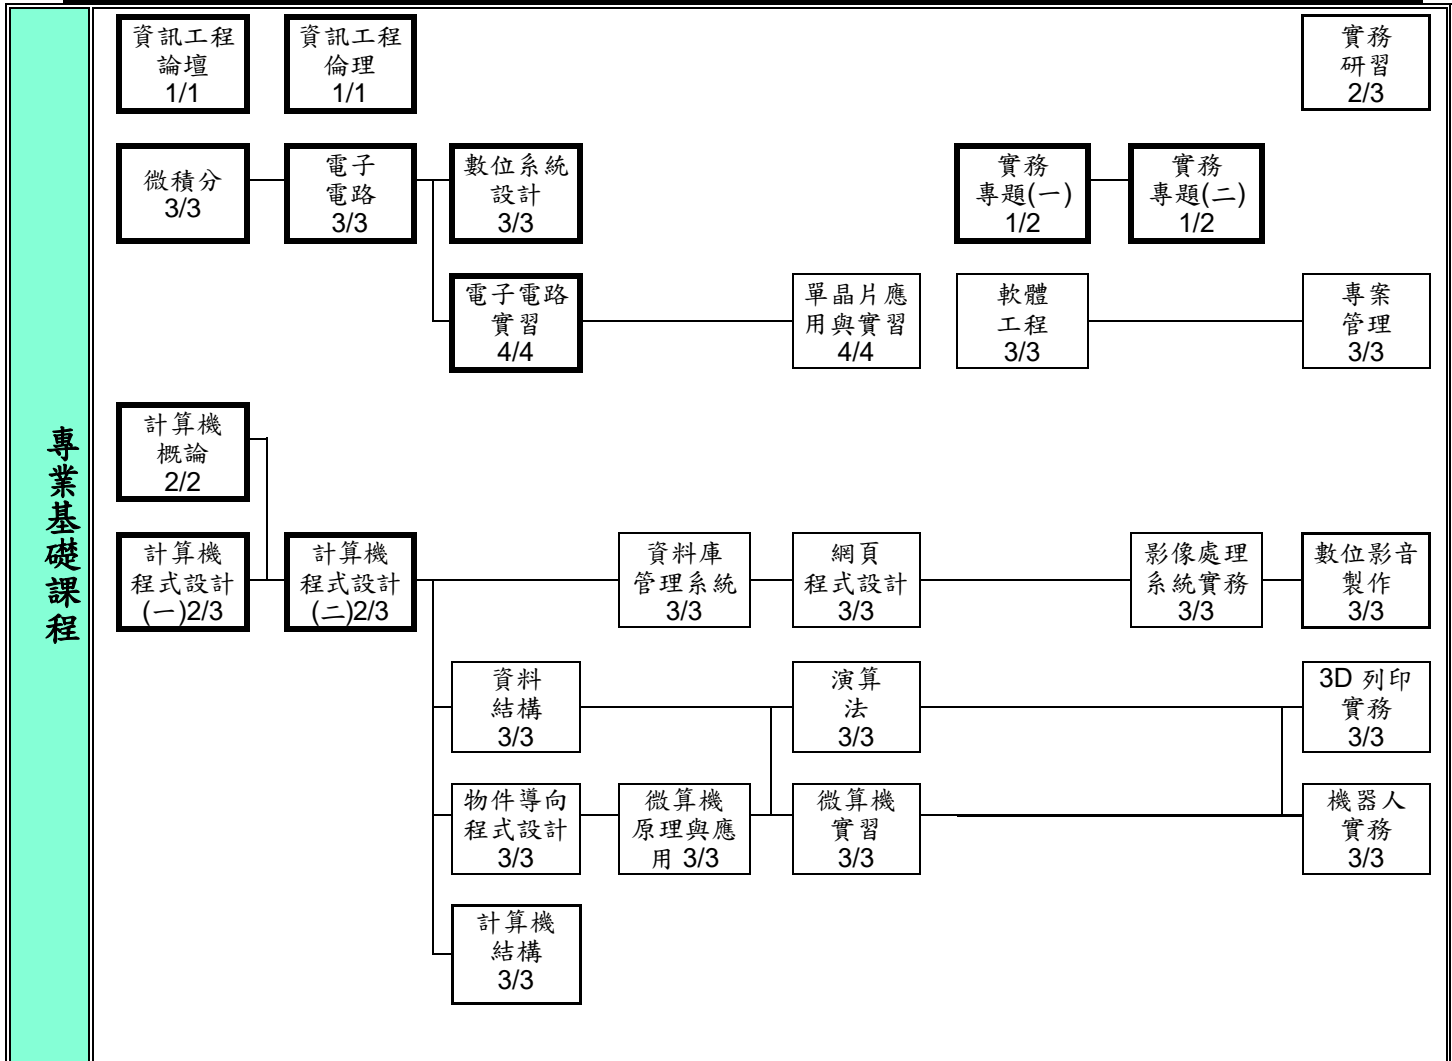 專業基礎課程
資訊工程
論壇
1/1
資訊工程
倫理
1/1
實務
研習
2/3
微積分
3/3
電子
電路
3/3
數位系統
設計
3/3
實務
專題(一)
1/2
實務
專題(二)
1/2
電子電路
實習
4/4
單晶片應
用與實習
4/4
軟體
工程
3/3
專案
管理
3/3
計算機
概論
2/2
計算機
程式設計
(一)2/3
計算機
程式設計
(二)2/3
資料庫
管理系統
3/3
網頁
程式設計
3/3
影像處理
系統實務
3/3
數位影音
製作
3/3
資料
結構
3/3
演算
法
3/3
3D 列印
實務
3/3
物件導向
程式設計
3/3
微算機
原理與應
用 3/3
微算機
實習
3/3
機器人
實務
3/3
計算機
結構
3/3